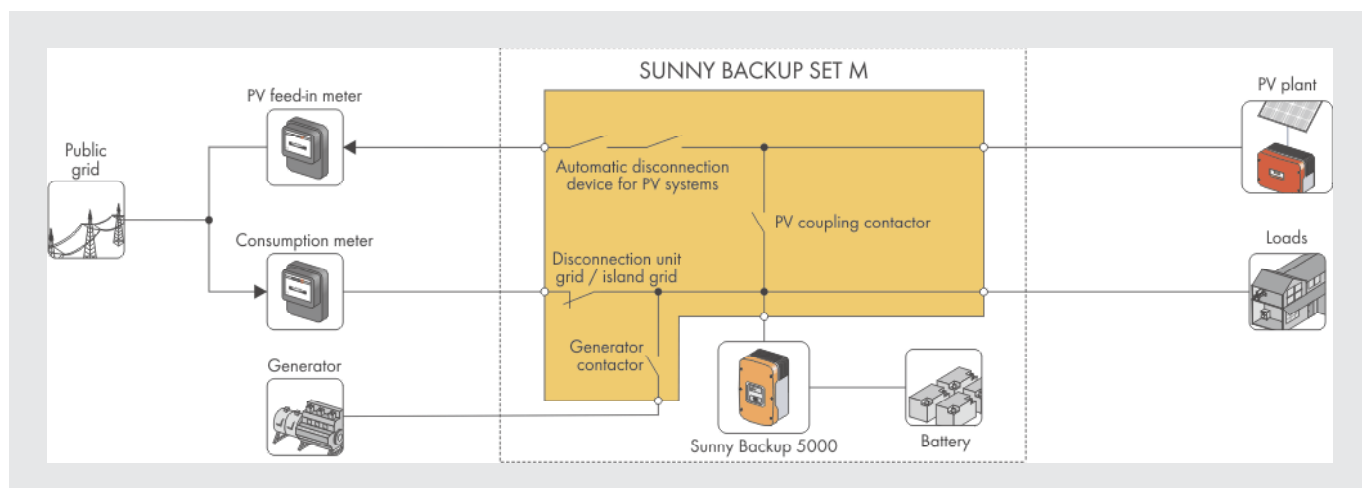 SUNNY BACKUP SET M
PV feed-in meter
PV plant
Public
grid
Automatic disconnection
device for PV systems
PV coupling contactor
Consumption meter
Loads
Disconnection unit
grid / island grid
Generator
contactor
Generator
Sunny Backup 5000
Battery